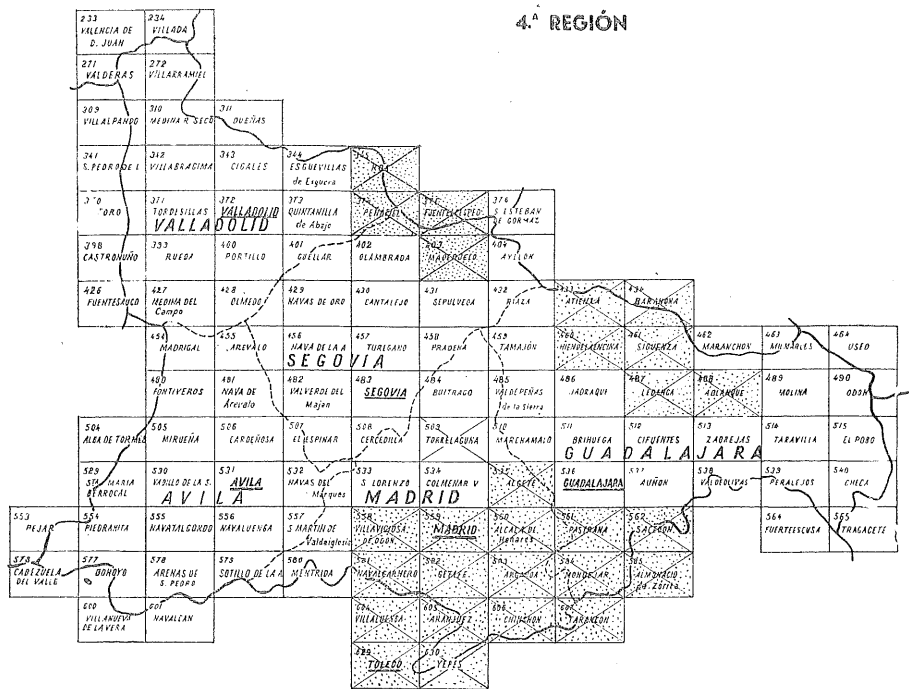 4.ª REGIÓN
233 234
VALENCIA DE VILLADA
D. JUAN
271 272
VALDERAS VILLARRAMIEL
309 310 311
VILLALPANDO MEDINA R. SECO DUEÑAS
341 342 343 344 345
S. PEDRO DE L VILLABRAGIMA CIGALES ESGUEVILLAS ROA
de Esgueva
370 371 372 373 374 375 376
TORO TORDESILLAS VALLADOLID QUINTANILLA PEÑAFIEL FUENTELCESPED S. ESTEBAN
VALLADOLID de Abajo DE GORMAZ
398 399 400 401 402 403 404
CASTRONUÑO RUEDA PORTILLO CUELLAR OLAMBRADA MADERUELO AYLLON
426 427 428 429 430 431 432 433 434
FUENTESAUCO MEDINA DEL OLMEDO NAVAS DE ORO CANTALEJO SEPULVEDA RIAZA ATIENZA BARAHONA
Campo
454 455 456 457 458 459 460 461 462 463 464
MADRIGAL AREVALO NAVA DE LA A TUREGANO PRADENA TAMAJÓN HIENDELAENCINA SIGUENZA MARANCHON MILMARCOS USED
SEGOVIA
480 481 482 483 484 485 486 487 488 489 490
FONTIVEROS NAVA DE VALVERDE DEL SEGOVIA BUITRAGO VALDEPEÑAS JADRAQUE LEDANCA ABLANQUE MOLINA ODON
Arevalo Majan de la Sierra
504 505 506 507 508 509 510 511 512 513 514 515
ALBA DE TORMES MIRUEÑA CARDEÑOSA EL ESPINAR CERCEDILLA TORRELAGUNA MARCHAMALO BRIHUEGA CIFUENTES ZAOREJAS TARAVILLA EL POBO
GUADALAJARA
529 530 531 532 533 534 535 536 537 538 539 540
STA MARIA VADILLO DE LA S. AVILA NAVAS DEL S. LORENZO COLMENAR V ALGETE GUADALAJARA AUÑON VALDEOLIVAS PERALEJOS CHECA
BERROCAL AVILA Marques MADRID
553 554 555 556 557 558 559 560 561 562 564 565
BEJAR PIEDRAHITA NAVATALGORDO NAVALUENGA S. MARTIN DE VILLAVICIOSA MADRID ALCALA DE PASTRANA SACEDON FUERTEESCUSA TRAGACETE
Valdeiglesias DE ODON Henares
576 577 578 579 580 581 582 583 584 585
CABEZUELA BOHOYO ARENAS DE SOTILLO DE LA A MENTRIDA NAVALCARNERO GETAFE ARGANDA MONDEJAR ALMONACID
DEL VALLE S. PEDRO de Zorita
600 601 604 605 606 607
VILLANUEVA NAVALCAN VILLALUENGA ARANJUEZ CHINCHON TARANCON
DE LA VERA
629 630
TOLEDO YEPES